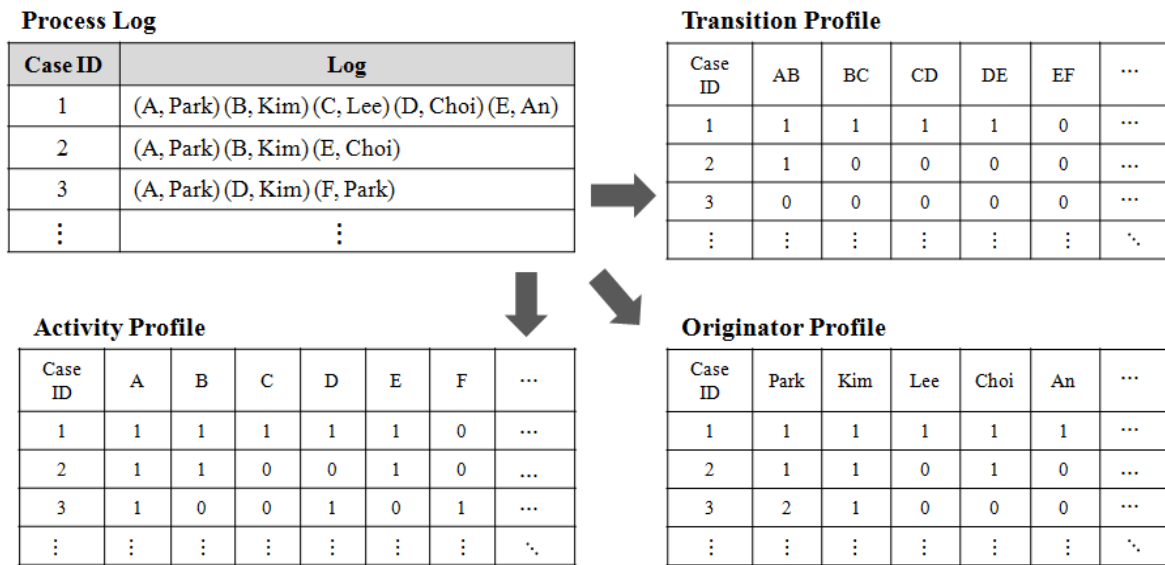 Process Log
Case ID Log
1 (A, Park) (B, Kim) (C, Lee) (D, Choi) (E, An)
2 (A, Park) (B, Kim) (E, Choi)
3 (A, Park) (D, Kim) (F, Park)
⋮ ⋮
Transition Profile
Case ID AB BC CD DE EF ⋯
1 1 1 1 1 0 ⋯
2 1 0 0 0 0 ...
3 0 0 0 0 0 ⋯
⋮ ⋮ ⋮ ⋮ ⋮ ⋮ ⋱
Activity Profile
Case ID A B C D E F ⋯
1 1 1 1 1 1 0 ⋯
2 1 1 0 0 1 0 ...
3 1 0 0 1 0 1 ⋯
⋮ ⋮ ⋮ ⋮ ⋮ ⋮ ⋮ ⋱
Originator Profile
Case ID Park Kim Lee Choi An ⋯
1 1 1 1 1 1 ⋯
2 1 1 0 1 0 ...
3 2 1 0 0 0 ⋯
⋮ ⋮ ⋮ ⋮ ⋮ ⋮ ⋱